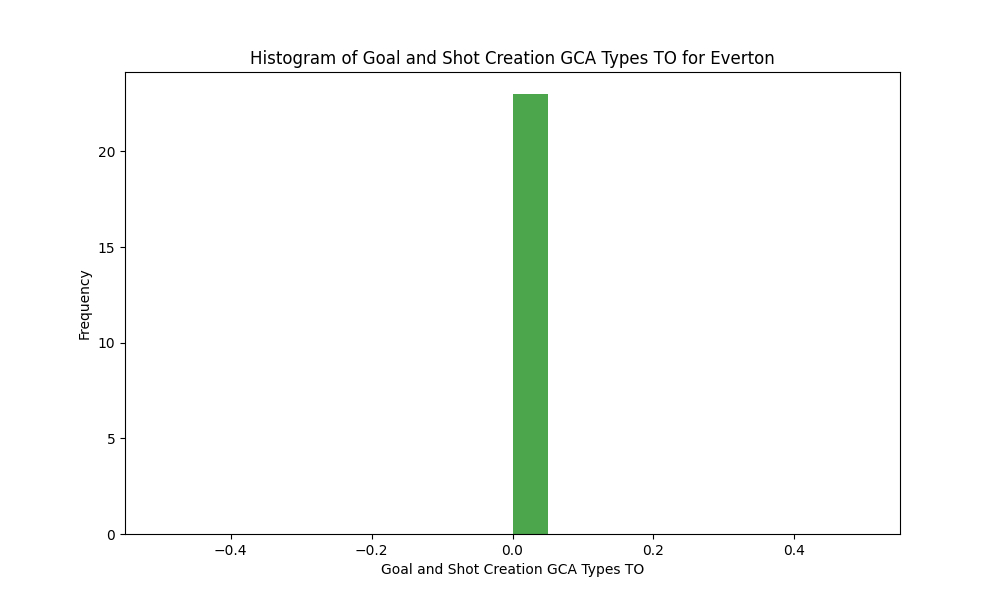 Histogram of Goal and Shot Creation GCA Types TO for Everton
Frequency
20
15
10
5
0
−0.4 −0.2 0.0 0.2 0.4
Goal and Shot Creation GCA Types TO